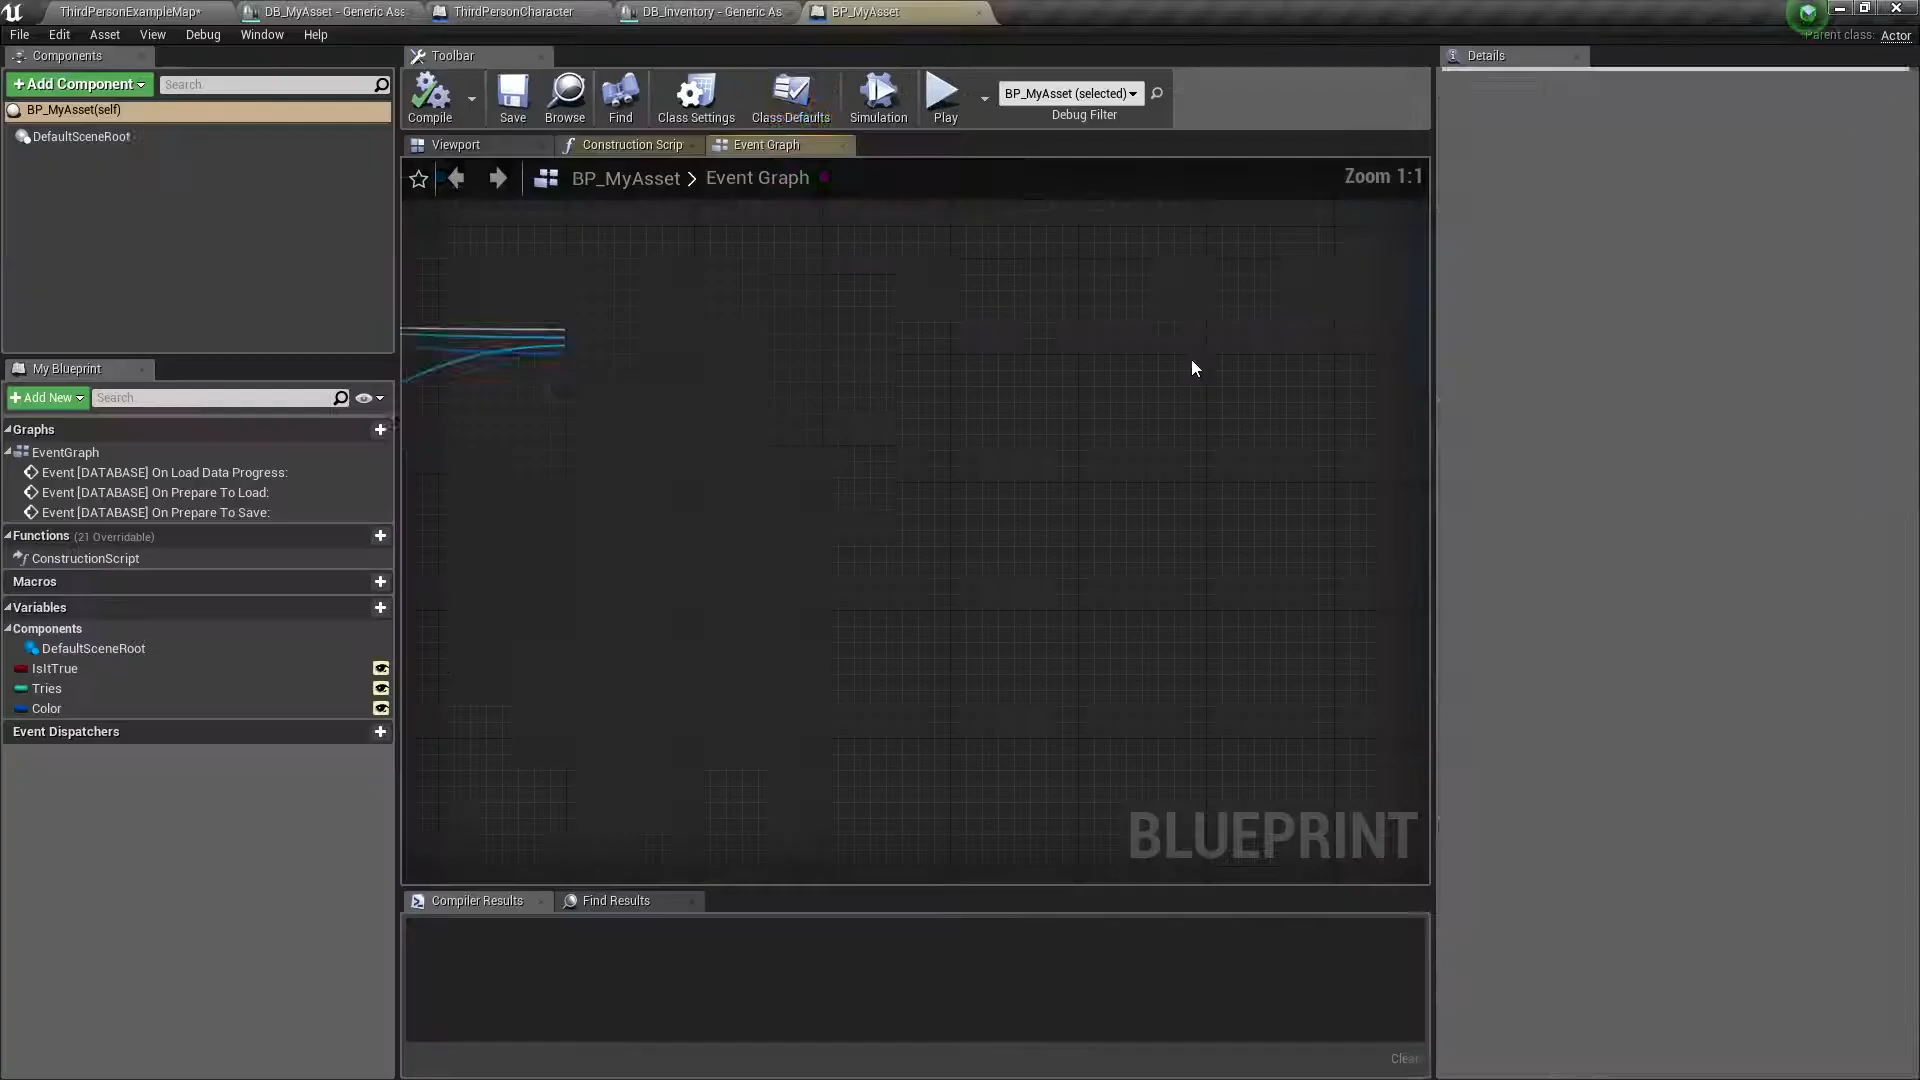 ThirdPersonExampleMap*
DB_MyAsset - Generic Ass
ThirdPersonCharacter
DB_Inventory - Generic As
BP_MyAsset
File Edit Asset View Debug Window Help
Parent class: Actor
Components
Toolbar
Details
+ Add Component
Search
BP_MyAsset(self)
DefaultSceneRoot
Compile
Save
Browse
Find
Class Settings
Class Defaults
Simulation
Play
BP_MyAsset (selected)
Debug Filter
Viewport
Construction Scrip
Event Graph
BP_MyAsset > Event Graph
Zoom 1:1
My Blueprint
+ Add New
Search
Graphs
EventGraph
Event [DATABASE] On Load Data Progress:
Event [DATABASE] On Prepare To Load:
Event [DATABASE] On Prepare To Save:
Functions (21 Overridable)
ConstructionScript
Macros
Variables
Components
DefaultSceneRoot
IsItTrue
Tries
Color
Event Dispatchers
BLUEPRINT
Compiler Results
Find Results
Clear